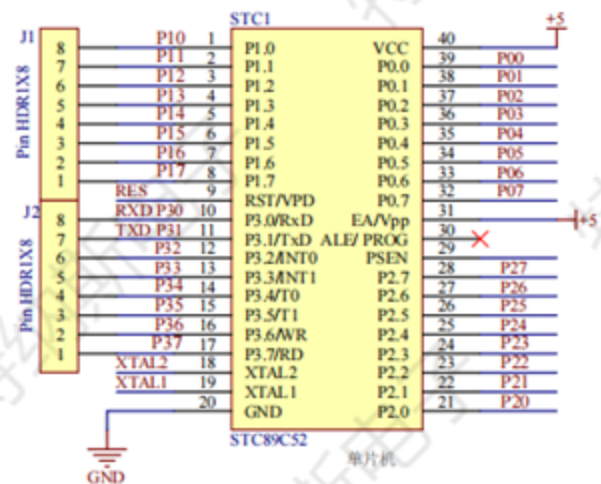 STC1
+5
J1
Pin HDR1X8
8 P10 1 P1.0 VCC 40
7 P11 2 P1.1 P0.0 39 P00
6 P12 3 P1.2 P0.1 38 P01
5 P13 4 P1.3 P0.2 37 P02
4 P14 5 P1.4 P0.3 36 P03
3 P15 6 P1.5 P0.4 35 P04
2 P16 7 P1.6 P0.5 34 P05
1 P17 8 P1.7 P0.6 33 P06
RES 9 RST/VPD P0.7 32 P07
J2
Pin HDR1X8
8 RXD P30 10 P3.0/RxD EA/Vpp 31 +5
7 TXD P31 11 P3.1/TxD ALE/ PROG 30
6 P32 12 P3.2/INT0 PSEN 29
5 P33 13 P3.3/INT1 P2.7 28 P27
4 P34 14 P3.4/T0 P2.6 27 P26
3 P35 15 P3.5/T1 P2.5 26 P25
2 P36 16 P3.6/WR P2.4 25 P24
1 P37 17 P3.7/RD P2.3 24 P23
XTAL2 18 XTAL2 P2.2 23 P22
XTAL1 19 XTAL1 P2.1 22 P21
20 GND P2.0 21 P20
STC89C52
单片机
GND